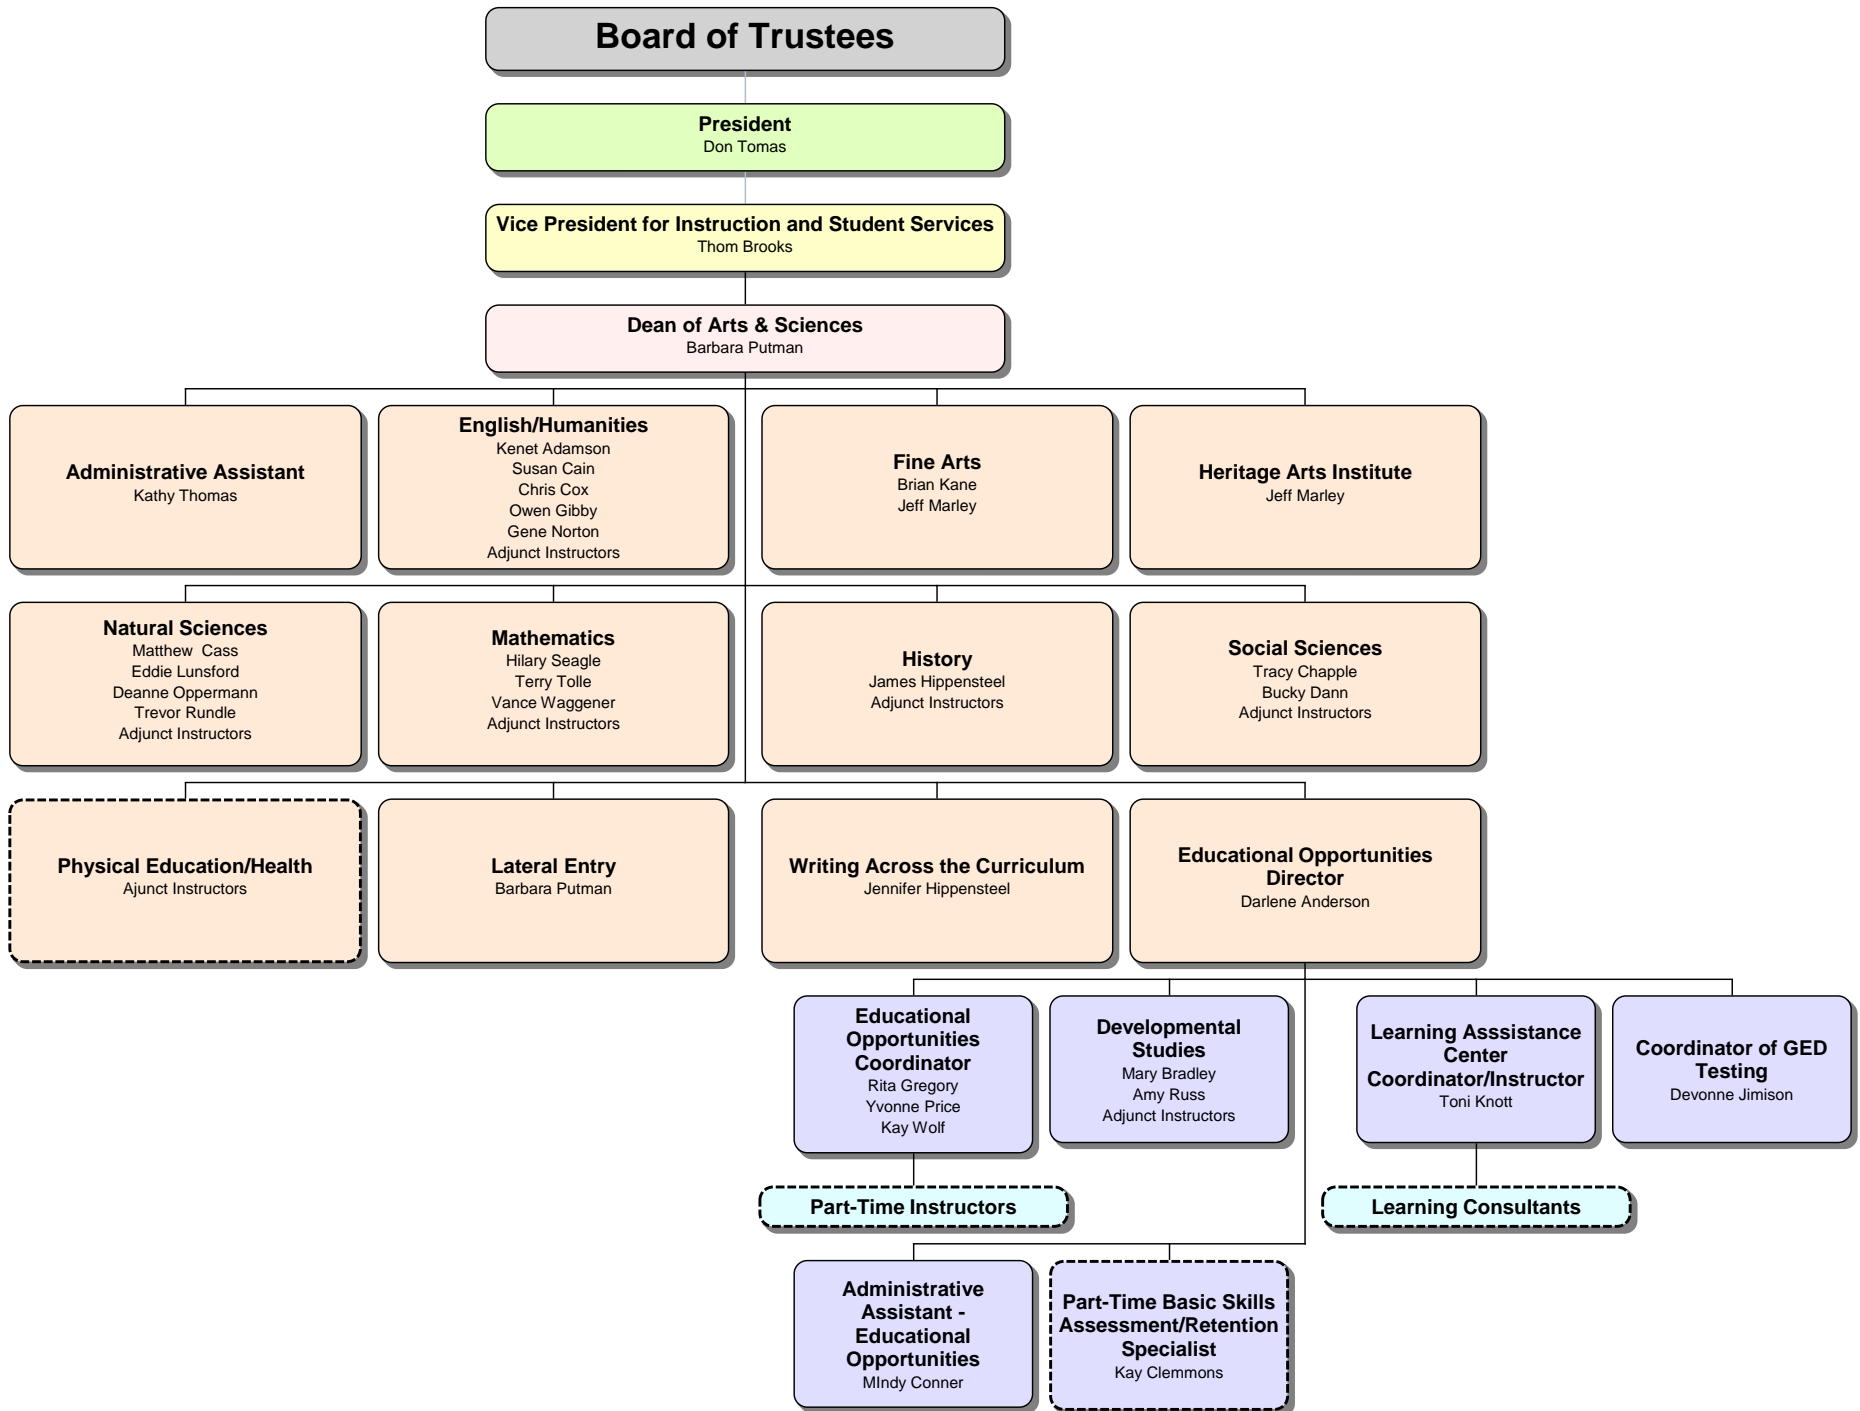 Board of Trustees
President
Don Tomas
Vice President for Instruction and Student Services
Thom Brooks
Dean of Arts & Sciences
Barbara Putman
Administrative Assistant
Kathy Thomas
English/Humanities
Kenet Adamson
Susan Cain
Chris Cox
Owen Gibby
Gene Norton
Adjunct Instructors
Fine Arts
Brian Kane
Jeff Marley
Heritage Arts Institute
Jeff Marley
Natural Sciences
Matthew  Cass
Eddie Lunsford
Deanne Oppermann
Trevor Rundle
Adjunct Instructors
Mathematics
Hilary Seagle
Terry Tolle
Vance Waggener
Adjunct Instructors
History
James Hippensteel
Adjunct Instructors
Social Sciences
Tracy Chapple
Bucky Dann
Adjunct Instructors
Physical Education/Health
Ajunct Instructors
Lateral Entry
Barbara Putman
Writing Across the Curriculum
Jennifer Hippensteel
Educational Opportunities
Director
Darlene Anderson
Educational
Opportunities
Coordinator
Rita Gregory
Yvonne Price
Kay Wolf
Developmental
Studies
Mary Bradley
Amy Russ
Adjunct Instructors
Learning Asssistance
Center
Coordinator/Instructor
Toni Knott
Coordinator of GED
Testing
Devonne Jimison
Part-Time Instructors
Learning Consultants
Administrative
Assistant -
Educational
Opportunities
MIndy Conner
Part-Time Basic Skills
Assessment/Retention
Specialist
Kay Clemmons